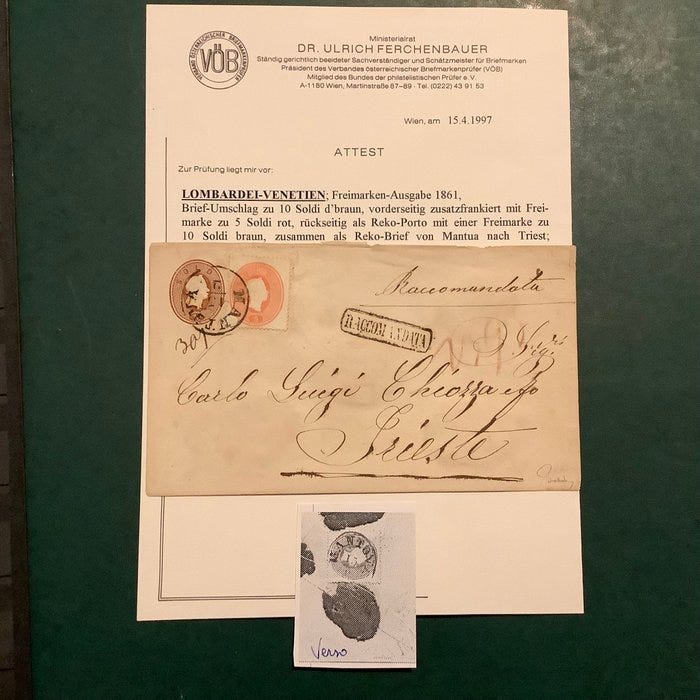 VERBAND ÖSTERREICHISCHER BRIEFMARKENPRÜFER
VÖB
Ministerialrat
DR. ULRICH FERCHENBAUER
Ständig gerichtlich beeideter Sachverständiger und Schätzmeister für Briefmarken
Präsident des Verbandes österreichischer Briefmarkenprüfer (VÖB)
Mitglied des Bundes der philatelistischen Prüfer e.V.
A-1180 Wien, Martinstraße 87-89 · Tel. (0222) 43 91 53
Wien, am 15.4.1997
ATTEST
Zur Prüfung liegt mir vor:
LOMBARDEI-VENETIEN; Freimarken-Ausgabe 1861,
Brief-Umschlag zu 10 Soldi d'braun, vorderseitig zusatzfrankiert mit Frei-
marke zu 5 Soldi rot, rückseitig als Reko-Porto mit einer Freimarke zu
10 Soldi braun, zusammen als Reko-Brief von Mantua nach Triest;
Raccomandata
RACCOMANDATA
Carlo Luigi Chiozza
Trieste
MANTOVA
Verso